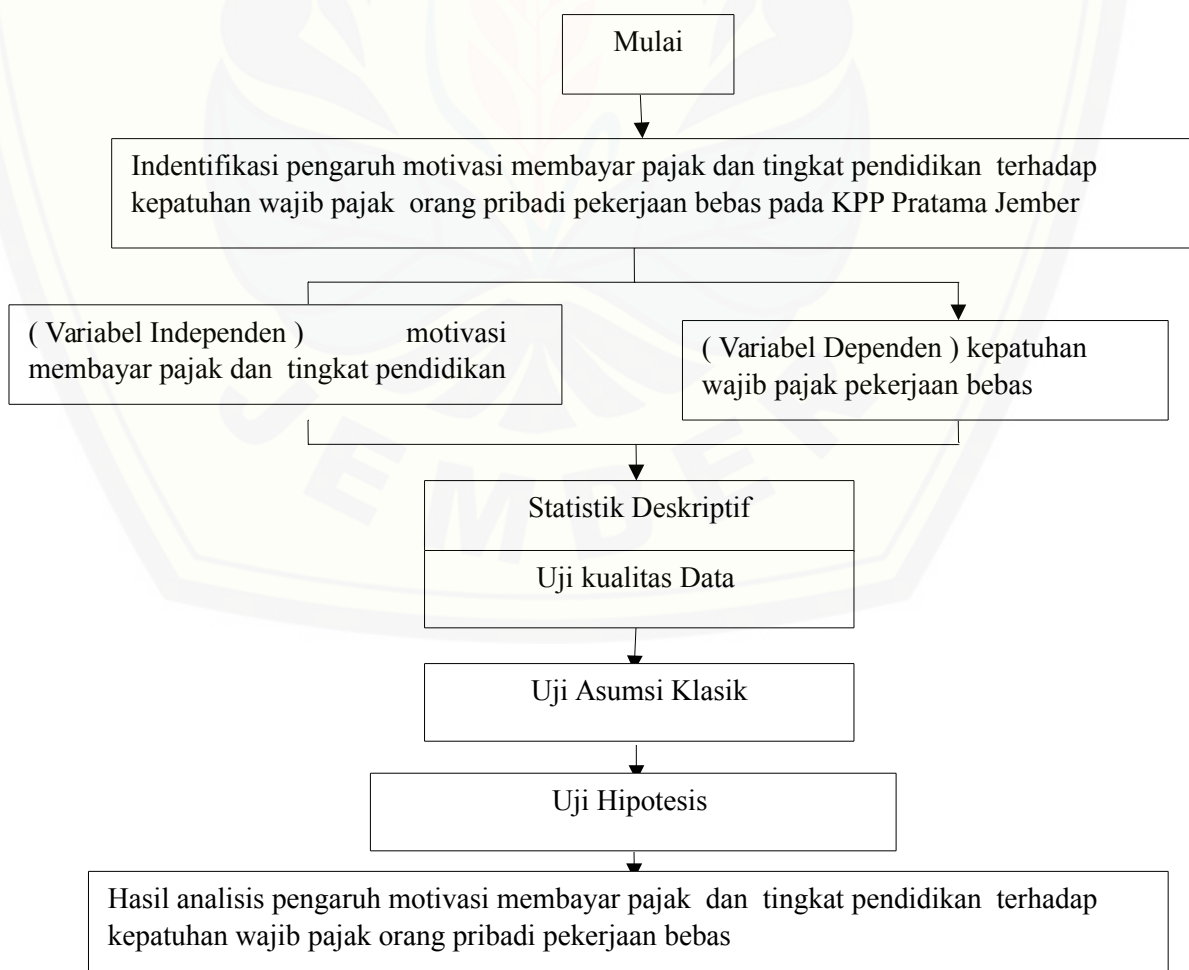 Mulai
Indentifikasi pengaruh motivasi membayar pajak dan tingkat pendidikan terhadap
kepatuhan wajib pajak orang pribadi pekerjaan bebas pada KPP Pratama Jember
( Variabel Independen ) motivasi
membayar pajak dan tingkat pendidikan
( Variabel Dependen ) kepatuhan
wajib pajak pekerjaan bebas
JEMBER
Statistik Deskriptif
Uji kualitas Data
Uji Asumsi Klasik
Uji Hipotesis
Hasil analisis pengaruh motivasi membayar pajak dan tingkat pendidikan terhadap
kepatuhan wajib pajak orang pribadi pekerjaan bebas